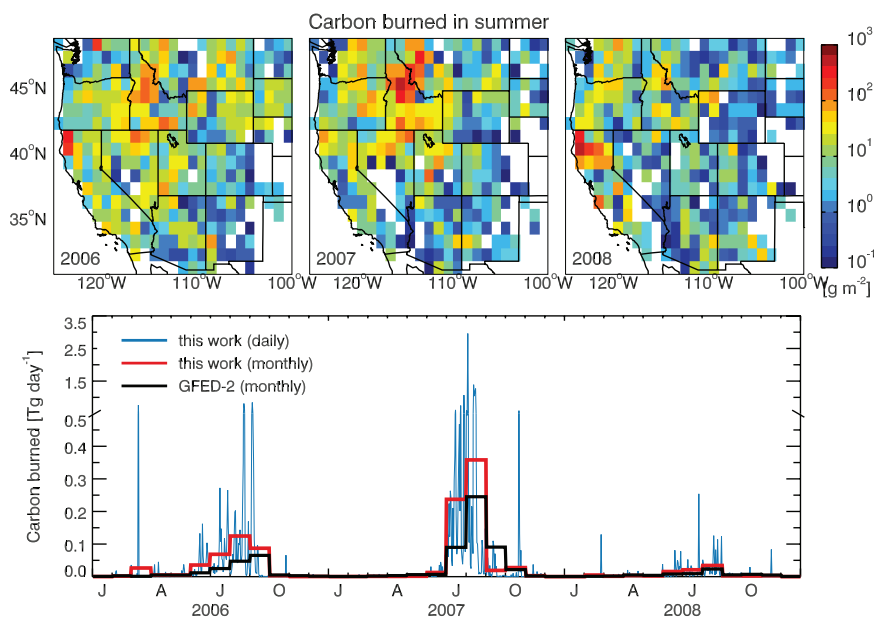 Carbon burned in summer
45°N
40°N
35°N
2006
2007
2008
120°W
110°W
100°W
120°W
110°W
100°W
120°W
110°W
100°W
10³
10²
10¹
10⁰
10⁻¹
[g m⁻²]
Carbon burned [Tg day⁻¹]
3.5
2.5
1.5
0.5
0.4
0.3
0.2
0.1
0.0
this work (daily)
this work (monthly)
GFED-2 (monthly)
J A J O J A J O J A J O
2006 2007 2008